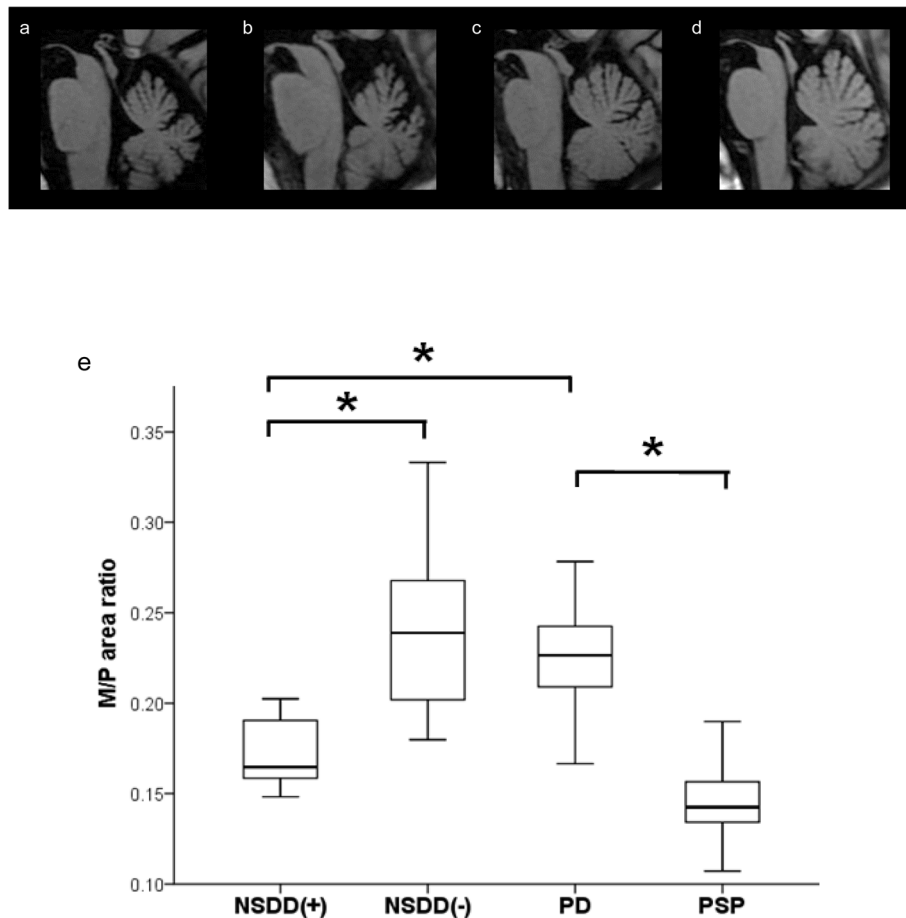 a b c d
e
*
*
*
M/P area ratio
0.35
0.30
0.25
0.20
0.15
0.10
NSDD(+) NSDD(-) PD PSP